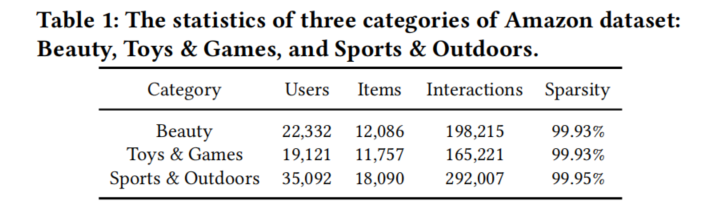 Table 1: The statistics of three categories of Amazon dataset:
Beauty, Toys & Games, and Sports & Outdoors.
Category Users Items Interactions Sparsity
Beauty 22,332 12,086 198,215 99.93%
Toys & Games 19,121 11,757 165,221 99.93%
Sports & Outdoors 35,092 18,090 292,007 99.95%